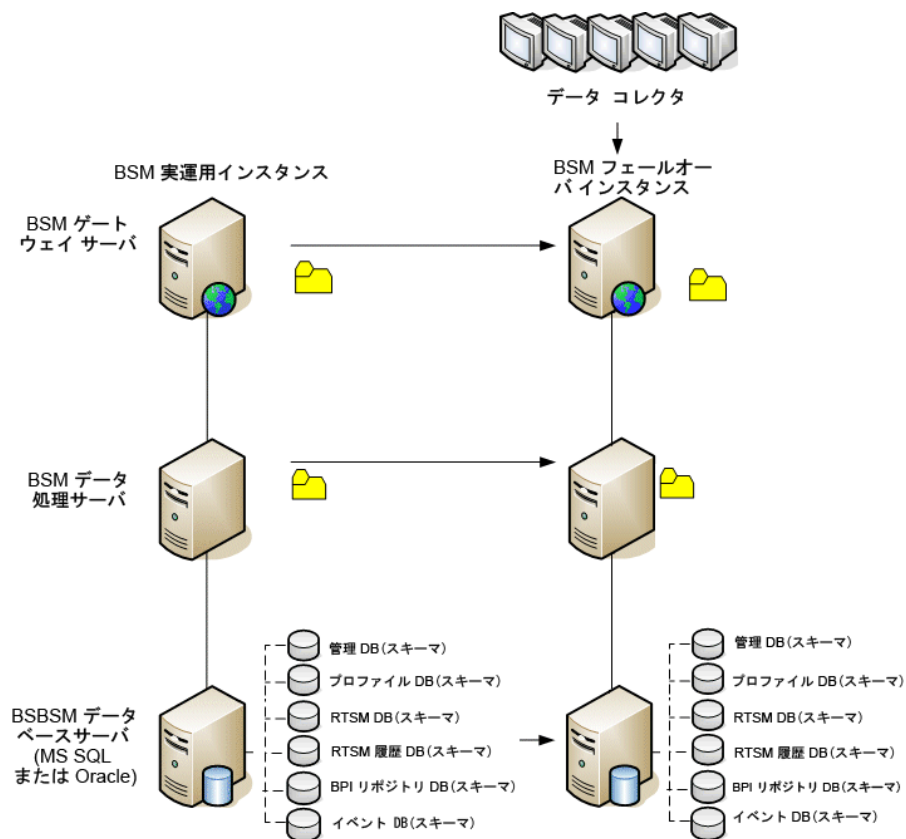 データ コレクタ
BSM 実運用インスタンス
BSM フェールオー
バ インスタンス
BSM ゲート
ウェイ サーバ
BSM データ
処理サーバ
BSBSM データ
ベースサーバ
(MS SQL
または Oracle)
管理 DB(スキーマ)
プロファイル DB(スキーマ)
RTSM DB(スキーマ)
RTSM 履歴 DB(スキーマ)
BPI リポジトリ DB(スキーマ)
イベント DB(スキーマ)
管理 DB(スキーマ)
プロファイル DB(スキーマ)
RTSM DB(スキーマ)
RTSM 履歴 DB(スキーマ)
BPI リポジトリ DB(スキーマ)
イベント DB(スキーマ)